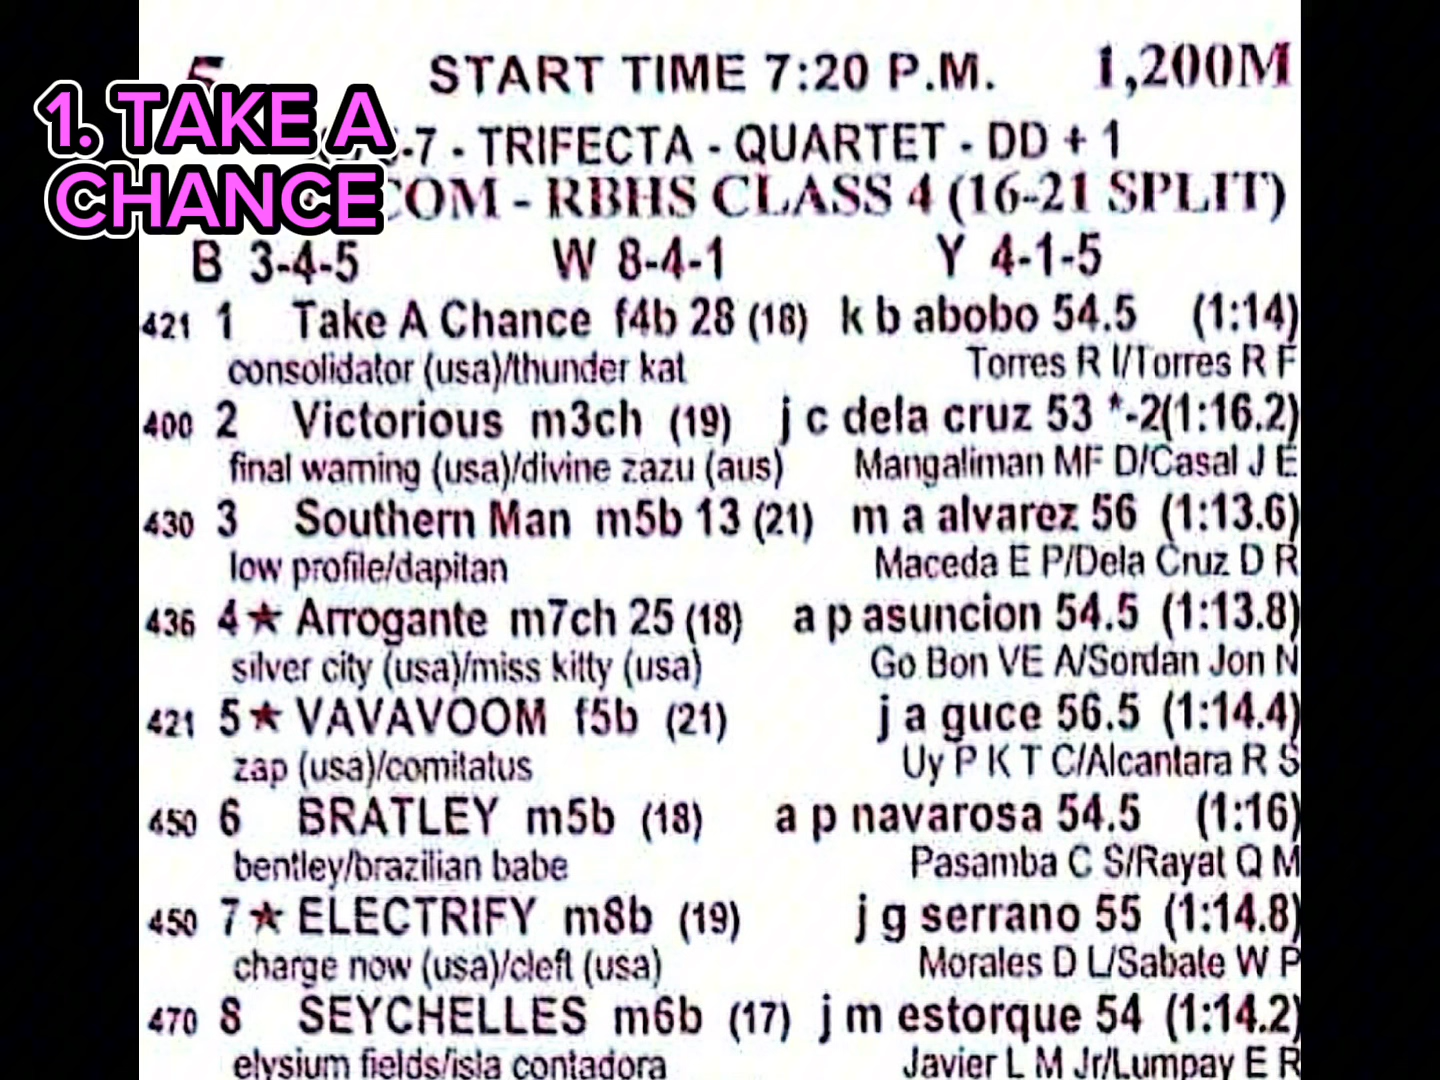 5 START TIME 7:20 P.M. 1,200M
1. TAKE A
CHANCE
-7 - TRIFECTA - QUARTET - DD + 1
COM - RBHS CLASS 4 (16-21 SPLIT)
B 3-4-5 W 8-4-1 Y 4-1-5
421 1 Take A Chance f4b 28 (18) k b abobo 54.5 (1:14)
consolidator (usa)/thunder kat Torres R I/Torres R F
400 2 Victorious m3ch (19) j c dela cruz 53 *-2(1:16.2)
final warning (usa)/divine zazu (aus) Mangaliman MF D/Casal J E
430 3 Southern Man m5b 13 (21) m a alvarez 56 (1:13.6)
low profile/dapitan Maceda E P/Dela Cruz D R
436 4★ Arrogante m7ch 25 (18) a p asuncion 54.5 (1:13.8)
silver city (usa)/miss kitty (usa) Go Bon VE A/Sordan Jon N
421 5★ VAVAVOOM f5b (21) j a guce 56.5 (1:14.4)
zap (usa)/comitatus Uy P K T C/Alcantara R S
450 6 BRATLEY m5b (18) a p navarosa 54.5 (1:16)
bentley/brazilian babe Pasamba C S/Rayat Q M
450 7★ ELECTRIFY m8b (19) j g serrano 55 (1:14.8)
charge now (usa)/cleft (usa) Morales D L/Sabate W P
470 8 SEYCHELLES m6b (17) j m estorque 54 (1:14.2)
elysium fields/isla contadora Javier L M Jr/Lumpay E R